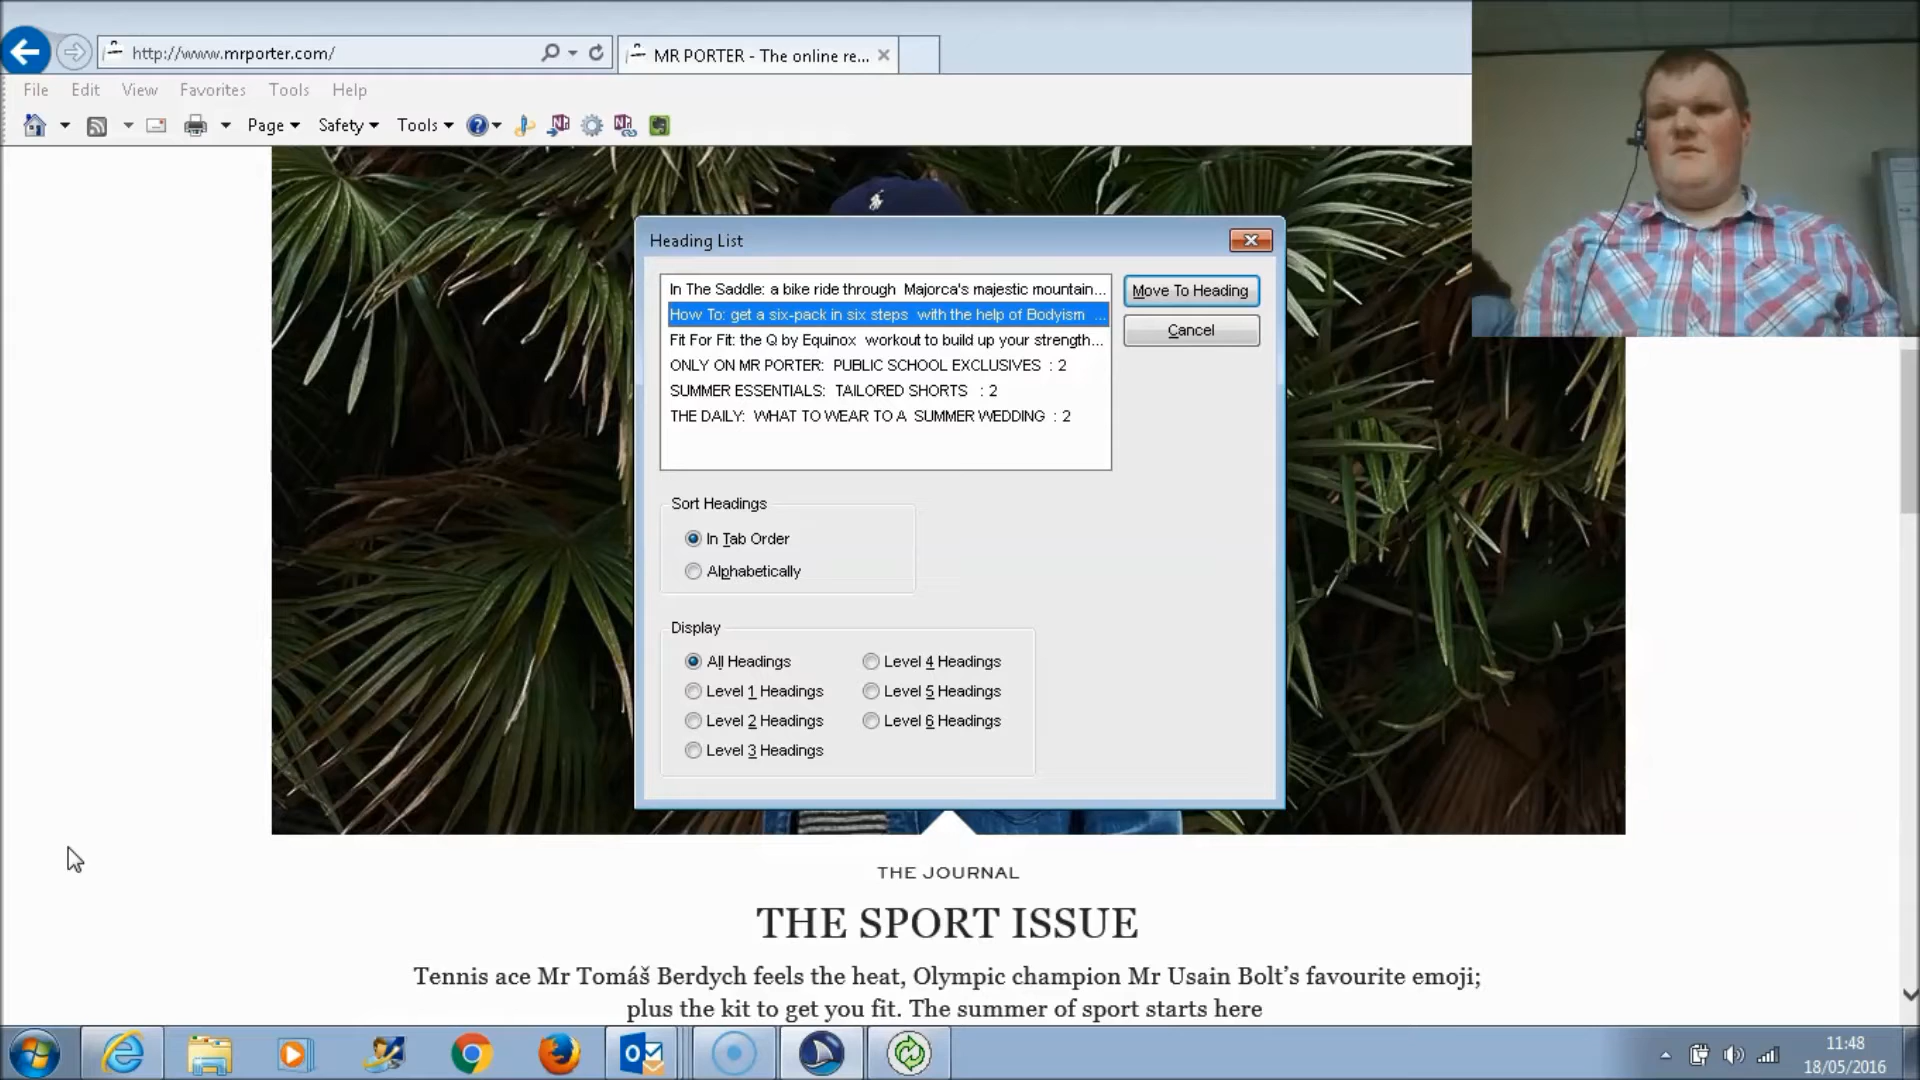 http://www.mrporter.com/
MR PORTER - The online re...
File Edit View Favorites Tools Help
Page Safety Tools
Heading List
In The Saddle: a bike ride through Majorca's majestic mountain...
How To: get a six-pack in six steps with the help of Bodyism ...
Fit For Fit: the Q by Equinox workout to build up your strength...
ONLY ON MR PORTER: PUBLIC SCHOOL EXCLUSIVES : 2
SUMMER ESSENTIALS: TAILORED SHORTS : 2
THE DAILY: WHAT TO WEAR TO A SUMMER WEDDING : 2
Move To Heading
Cancel
Sort Headings
In Tab Order
Alphabetically
Display
All Headings
Level 4 Headings
Level 1 Headings
Level 5 Headings
Level 2 Headings
Level 6 Headings
Level 3 Headings
THE JOURNAL
THE SPORT ISSUE
Tennis ace Mr Tomáš Berdych feels the heat, Olympic champion Mr Usain Bolt's favourite emoji;
plus the kit to get you fit. The summer of sport starts here
11:48
18/05/2016